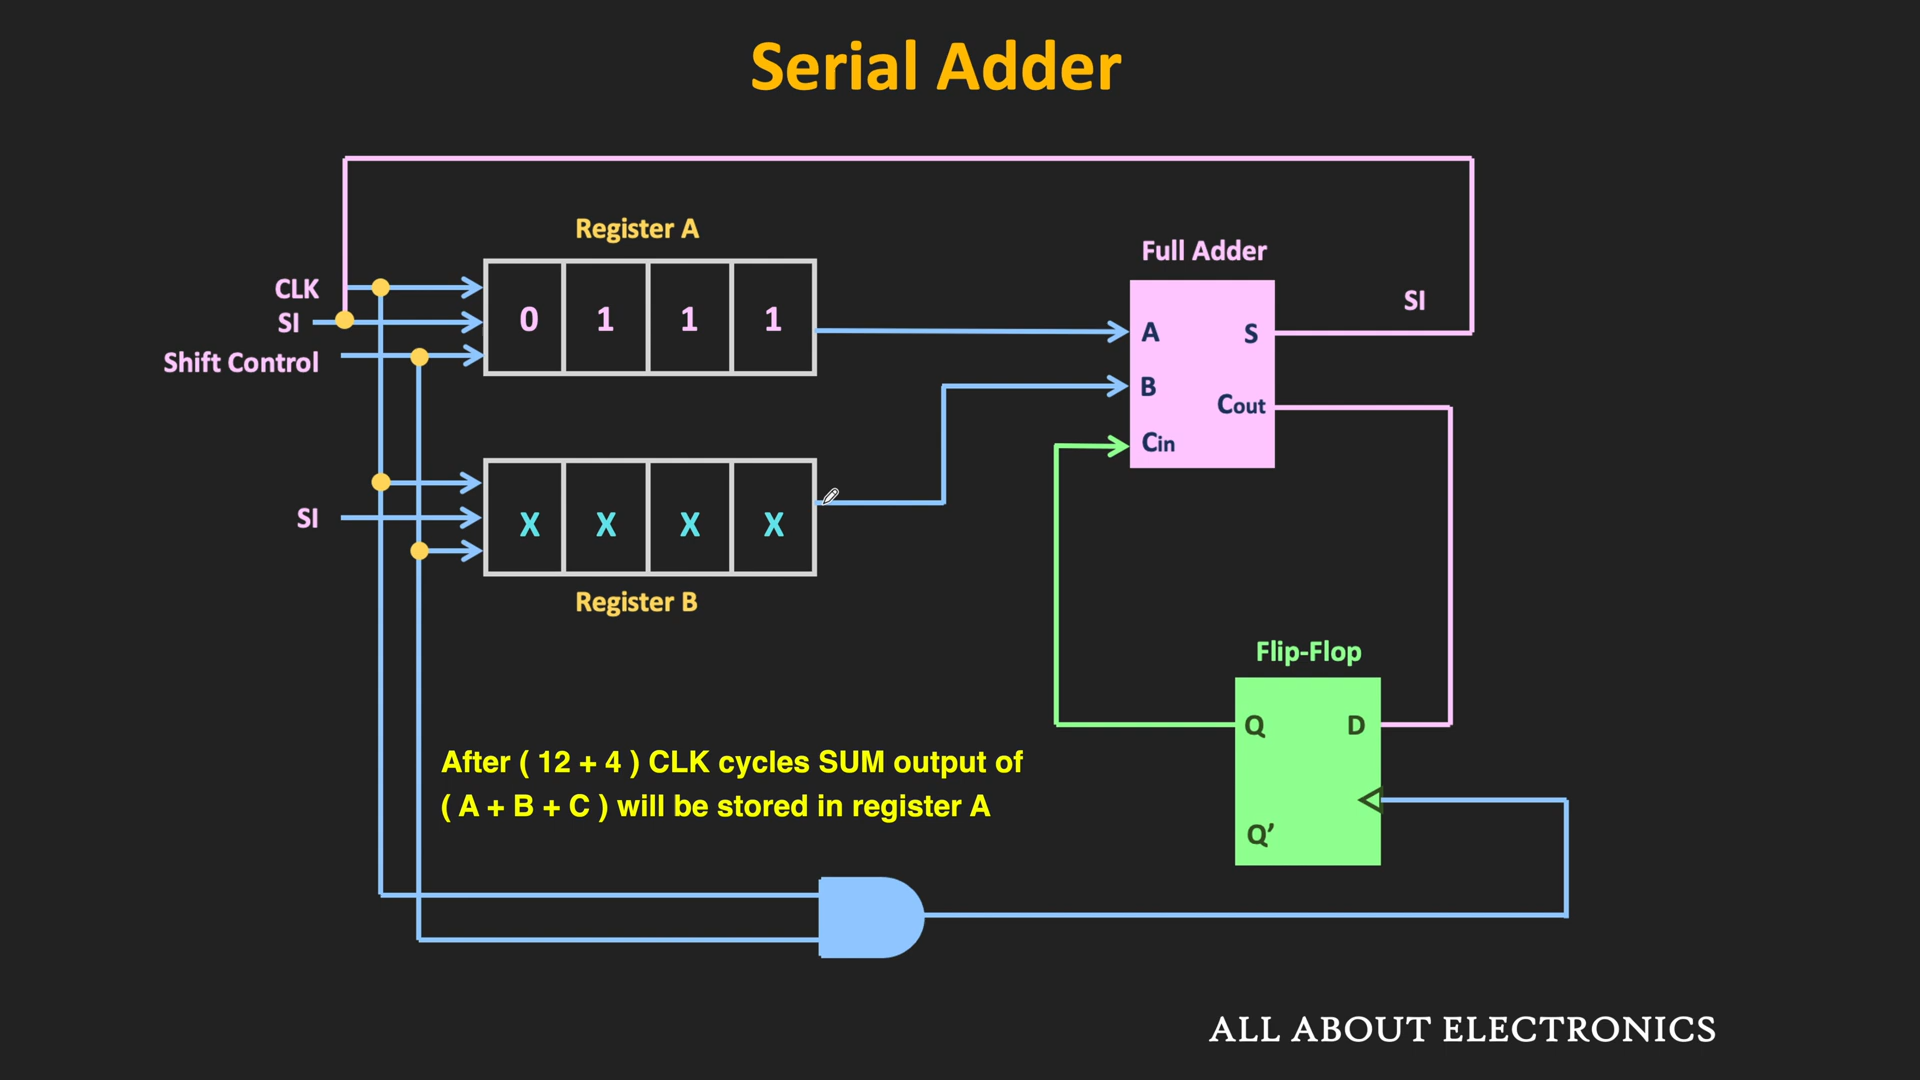 Serial Adder
Register A
Full Adder
CLK
SI
Shift Control
0 1 1 1
A
B
Cin
S
Cout
SI
SI
X X X X
Register B
Flip-Flop
Q
D
Q’
After ( 12 + 4 ) CLK cycles SUM output of
( A + B + C ) will be stored in register A
ALL ABOUT ELECTRONICS